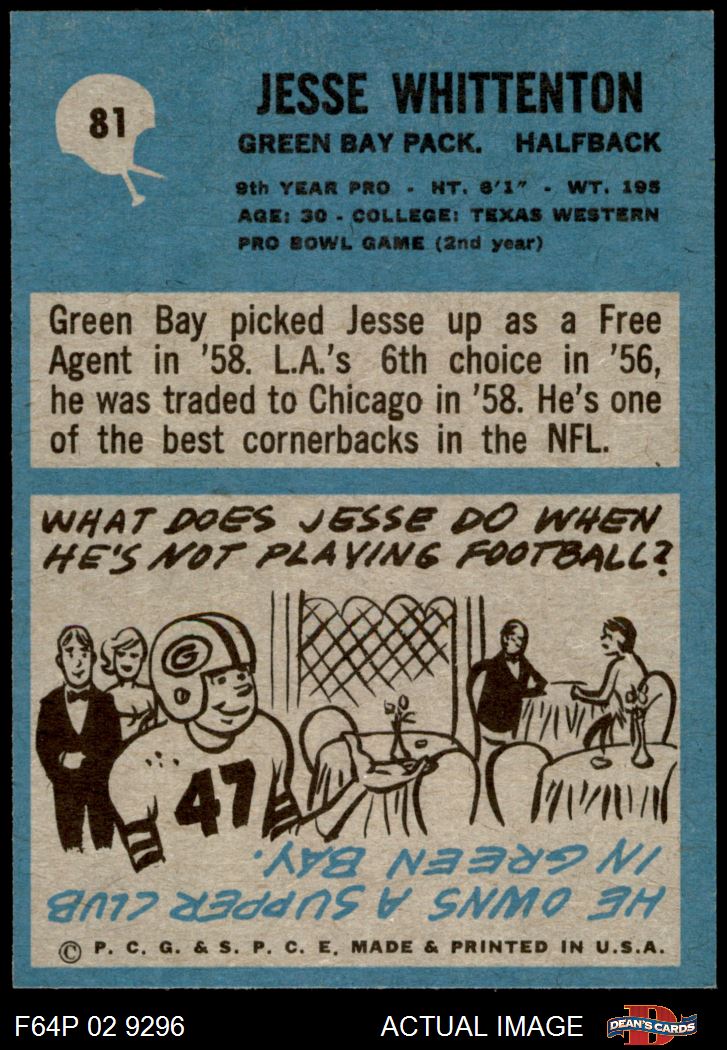 81
JESSE WHITTENTON
GREEN BAY PACK. HALFBACK
9th YEAR PRO - HT. 6'1" - WT. 195
AGE: 30 - COLLEGE: TEXAS WESTERN
PRO BOWL GAME (2nd year)
Green Bay picked Jesse up as a Free
Agent in '58. L.A.'s 6th choice in '56,
he was traded to Chicago in '58. He's one
of the best cornerbacks in the NFL.
WHAT DOES JESSE DO WHEN
HE'S NOT PLAYING FOOTBALL?
G
47
HE OWNS A SUPPER CLUB
IN GREEN BAY.
© P. C. G. & S. P. C. E. MADE & PRINTED IN U.S.A.
F64P 02 9296 ACTUAL IMAGE
D
DEAN'S CARDS